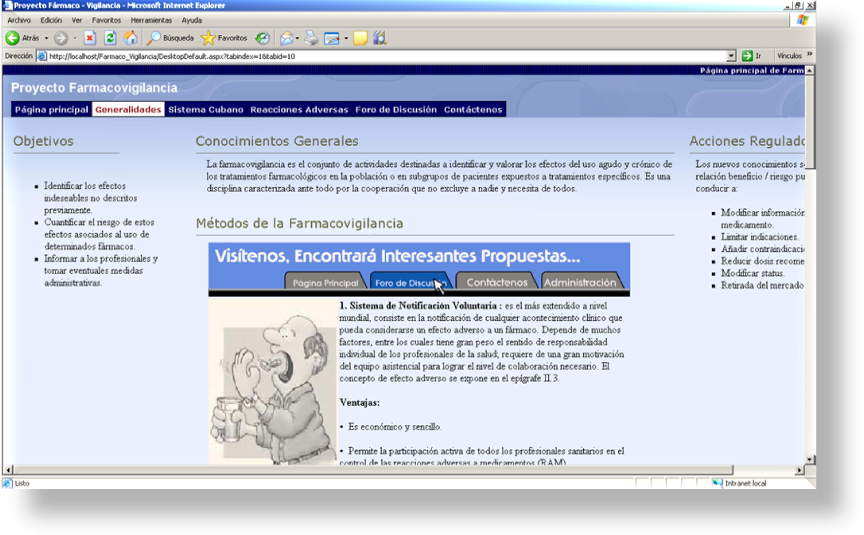 Proyecto Fármaco - Vigilancia - Microsoft Internet Explorer
Archivo Edición Ver Favoritos Herramientas Ayuda
Atrás Búsqueda Favoritos
Dirección http://localhost/Farmaco_Vigilancia/DesktopDefault.aspx?tabindex=1&tabid=10 Ir Vínculos »
Página principal de Farm
Proyecto Farmacovigilancia
Página principal Generalidades Sistema Cubano Reacciones Adversas Foro de Discusión Contáctenos
Objetivos
Identificar los efectos
indeseables no descritos
previamente.
Cuantificar el riesgo de estos
efectos asociados al uso de
determinados fármacos.
Informar a los profesionales y
tomar eventuales medidas
administrativas.
Conocimientos Generales
La farmacovigilancia es el conjunto de actividades destinadas a identificar y valorar los efectos del uso agudo y crónico de
los tratamientos farmacológicos en la población o en subgrupos de pacientes expuestos a tratamientos específicos. Es una
disciplina caracterizada ante todo por la cooperación que no excluye a nadie y necesita de todos.
Métodos de la Farmacovigilancia
Visítenos, Encontrará Interesantes Propuestas...
Página Principal Foro de Discusión Contáctenos Administración
1. Sistema de Notificación Voluntaria : es el más extendido a nivel
mundial, consiste en la notificación de cualquier acontecimiento clínico que
pueda considerarse un efecto adverso a un fármaco. Depende de muchos
factores, entre los cuales tiene gran peso el sentido de responsabilidad
individual de los profesionales de la salud; requiere de una gran motivación
del equipo asistencial para lograr el nivel de colaboración necesario. El
concepto de efecto adverso se expone en el epígrafe II.3.
Ventajas:
• Es económico y sencillo.
• Permite la participación activa de todos los profesionales sanitarios en el
control de las reacciones adversas a medicamentos (RAM)
Acciones Regulado
Los nuevos conocimientos s
relación beneficio / riesgo pu
conducir a:
Modificar información
medicamento.
Limitar indicaciones.
Añadir contraindicaci
Reducir dosis recome
Modificar status.
Retirada del mercado
Listo Intranet local